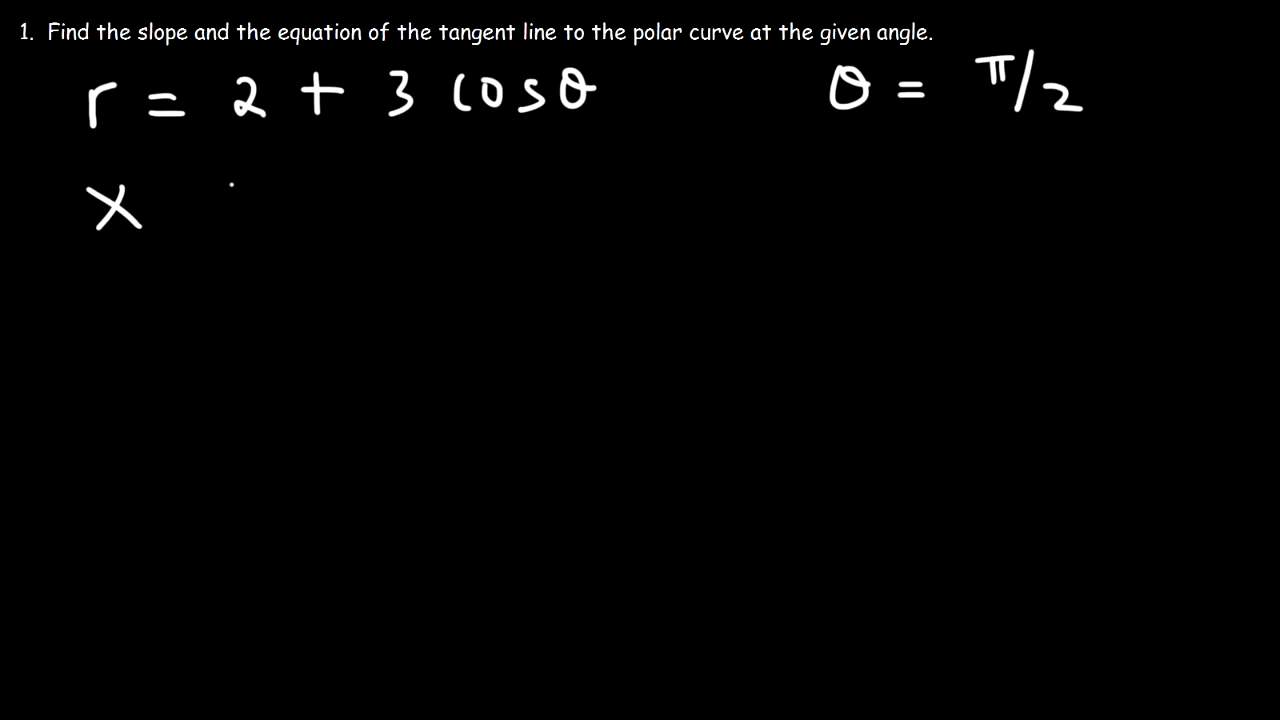 1. Find the slope and the equation of the tangent line to the polar curve at the given angle.
r = 2 + 3 cosθ θ = π/2
x